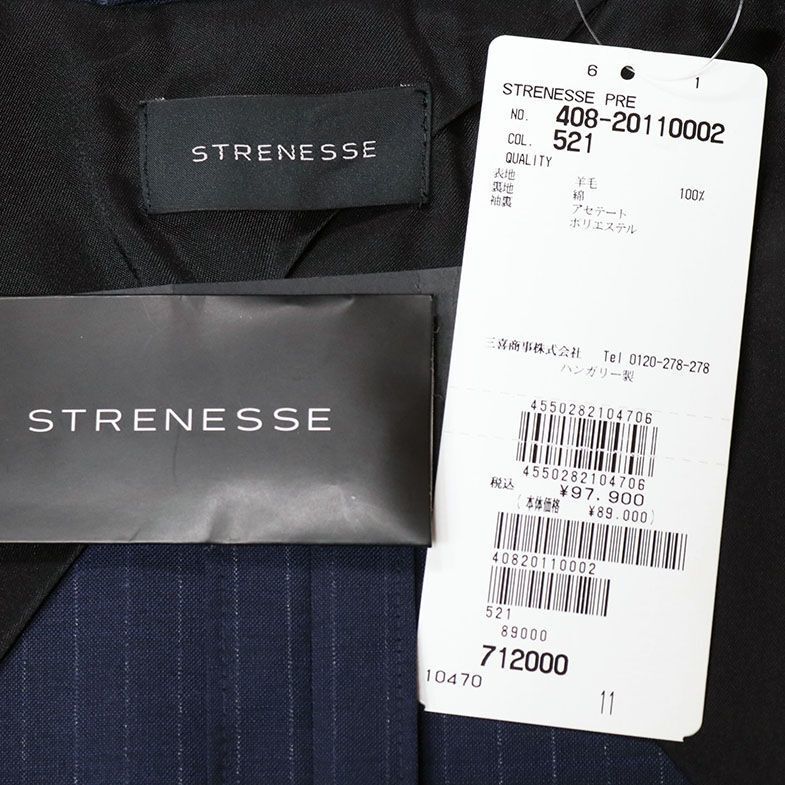 STRENESSE
STRENESSE
6 1
STRENESSE PRE
NO. 408-20110002
COL. 521
QUALITY
表地 羊毛 100%
裏地 綿
袖裏 アセテート
ポリエステル
三喜商事株式会社 Tel 0120-278-278
ハンガリー製
4550282104706
4550282104706
税込 ¥97.900
(本体価格 ¥89.000)
40820110002
521
89000
712000
10470
11